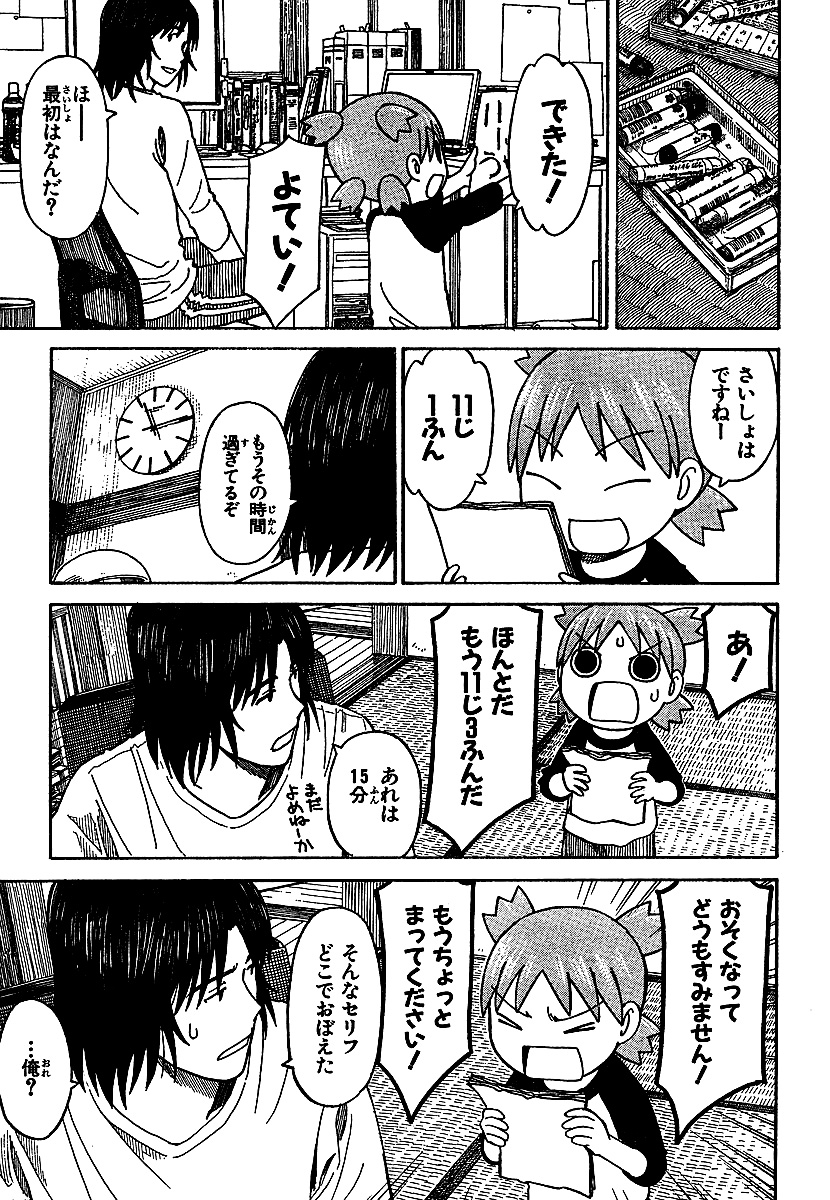 できた！
よてい！
ほー
最初はなんだ？
さいしょは
ですねー
11じ
1ふん
もうその時間
過ぎてるぞ
あ！
ほんとだ
もう11じ3ふんだ
あれは
15分
まだ
よめねーか
おそくなって
どうもすみません！
もうちょっと
まってください！
そんなセリフ
どこでおぼえた
…俺？